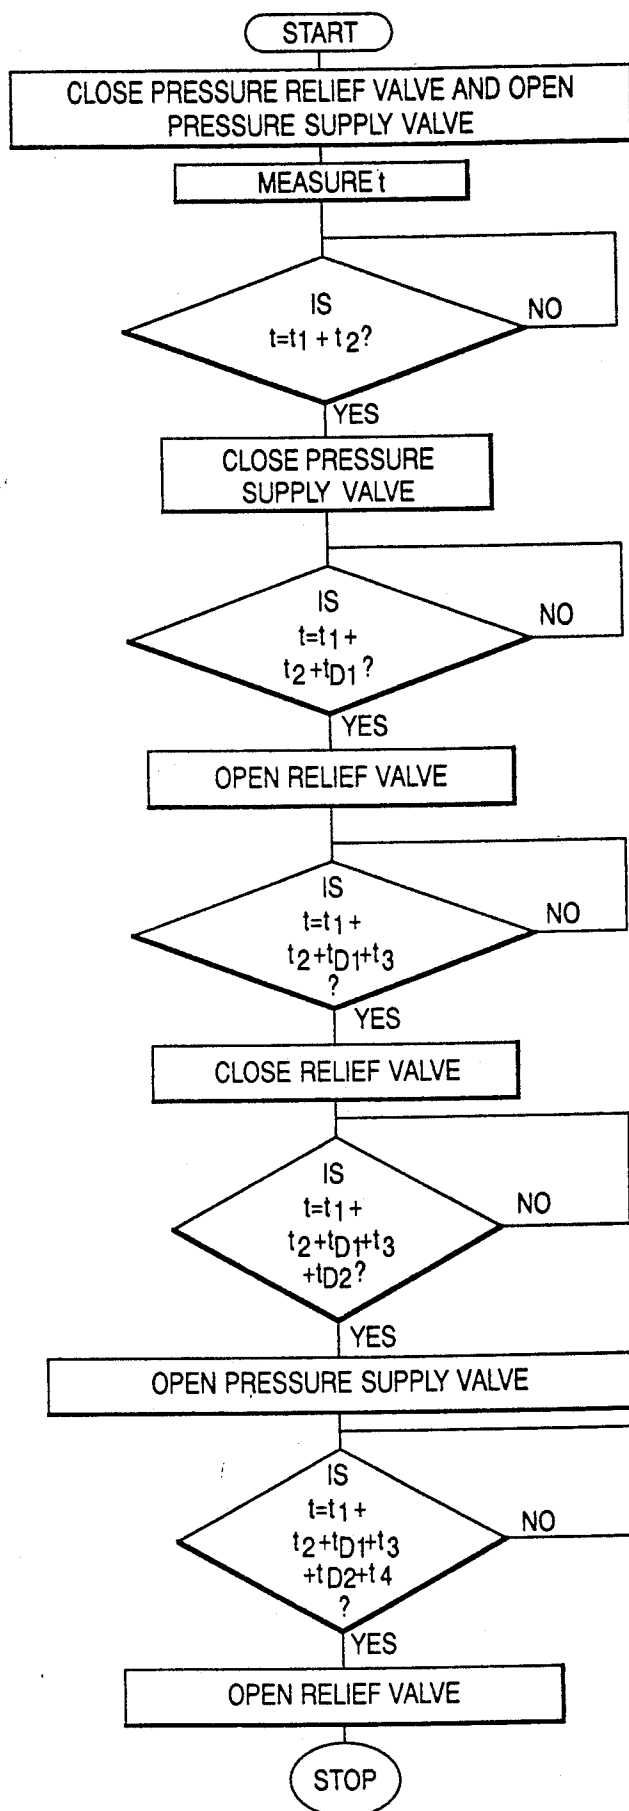 START
CLOSE PRESSURE RELIEF VALVE AND OPEN
PRESSURE SUPPLY VALVE
MEASURE t
IS
t=t1 + t2?
NO
YES
CLOSE PRESSURE
SUPPLY VALVE
IS
t=t1 +
t2+tD1?
NO
YES
OPEN RELIEF VALVE
IS
t=t1 +
t2+tD1+t3
?
NO
YES
CLOSE RELIEF VALVE
IS
t=t1 +
t2+tD1+t3
+tD2?
NO
YES
OPEN PRESSURE SUPPLY VALVE
IS
t=t1 +
t2+tD1+t3
+tD2+t4
?
NO
YES
OPEN RELIEF VALVE
STOP